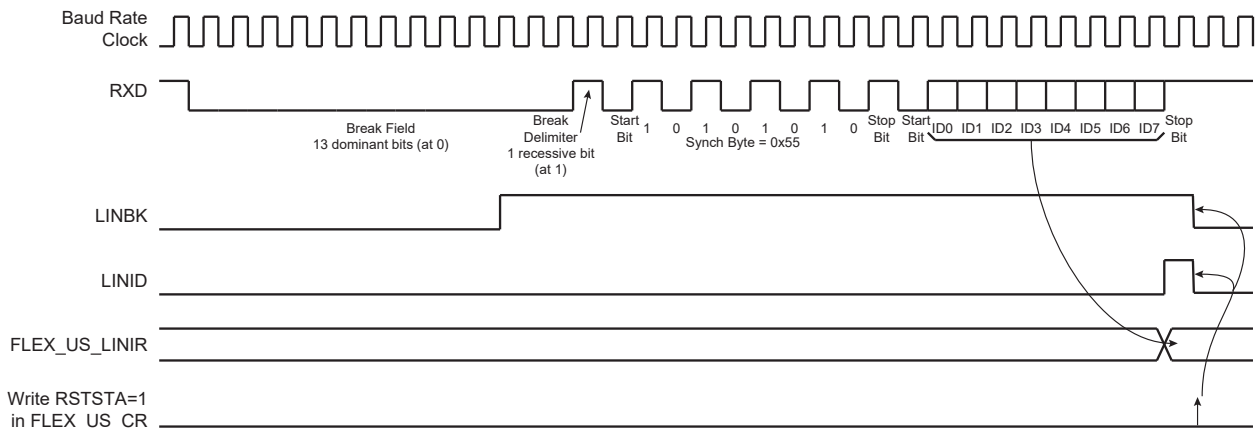 Baud Rate
Clock
RXD
Break Field
13 dominant bits (at 0)
Break
Delimiter
1 recessive bit
(at 1)
Start
Bit
1 0 1 0 1 0 1 0
Synch Byte = 0x55
Stop
Bit
Start
Bit
ID0 ID1 ID2 ID3 ID4 ID5 ID6 ID7
Stop
Bit
LINBK
LINID
FLEX_US_LINIR
Write RSTSTA=1
in FLEX_US_CR